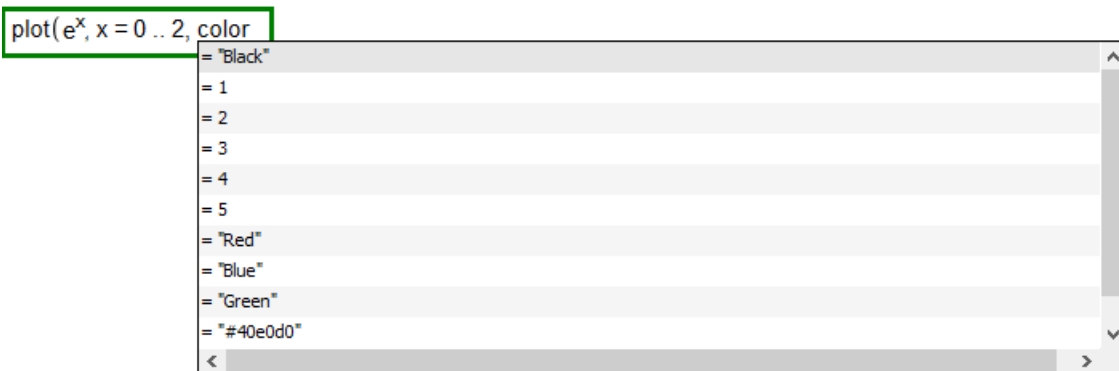 plot( eˣ, x = 0 .. 2, color
= "Black"
= 1
= 2
= 3
= 4
= 5
= "Red"
= "Blue"
= "Green"
= "#40e0d0"